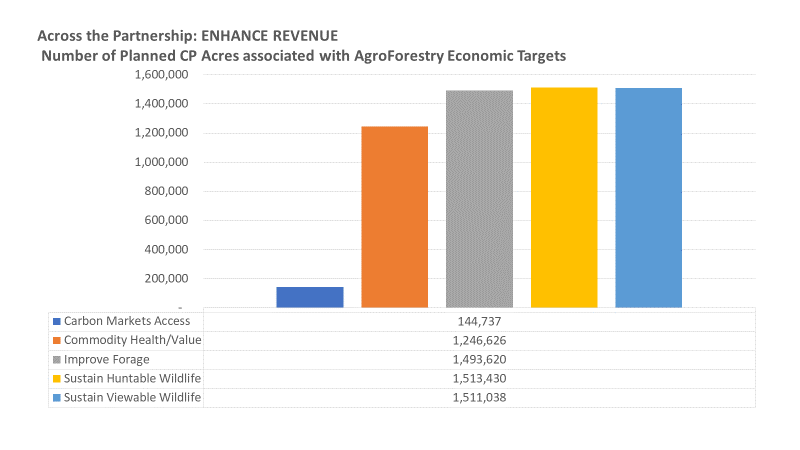 Across the Partnership: ENHANCE REVENUE
Number of Planned CP Acres associated with AgroForestry Economic Targets
1,600,000
1,400,000
1,200,000
1,000,000
800,000
600,000
400,000
200,000
-
Carbon Markets Access 144,737
Commodity Health/Value 1,246,626
Improve Forage 1,493,620
Sustain Huntable Wildlife 1,513,430
Sustain Viewable Wildlife 1,511,038